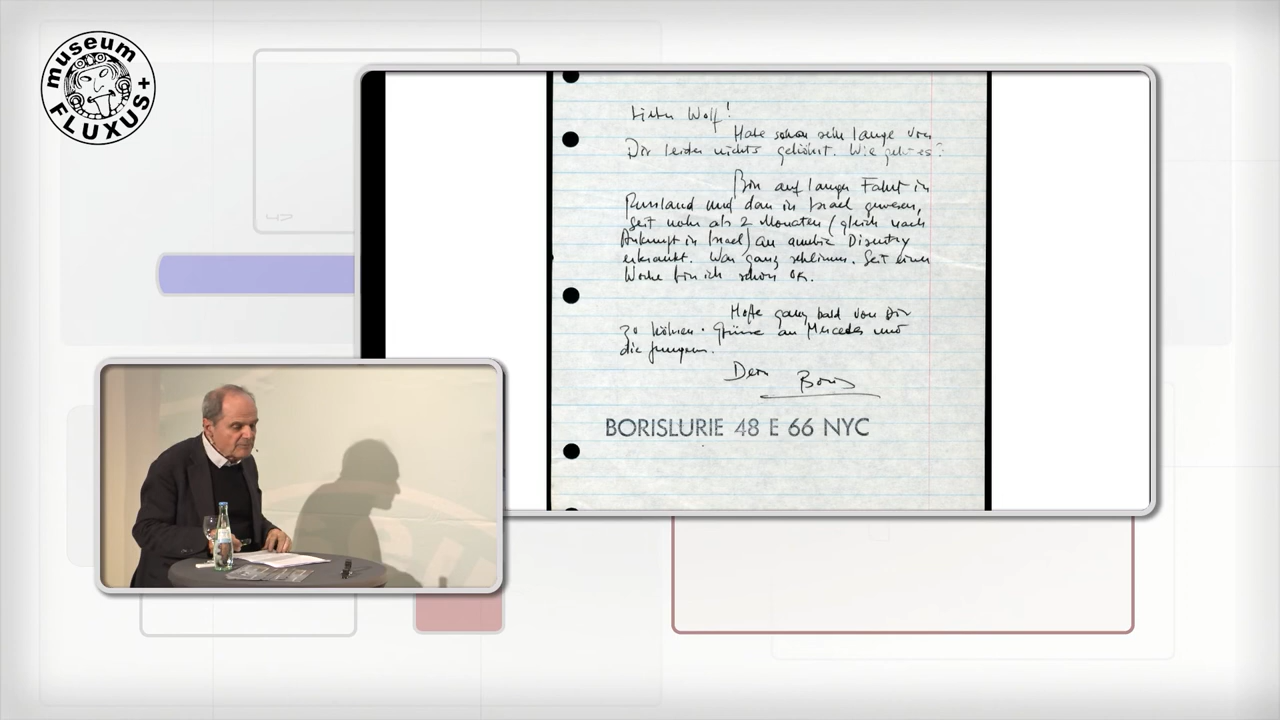 museum
FLUXUS+
Lieber Wolf!
Habe schon sehr lange von
Dir leider nichts gehört. Wie geht es?
Bin auf langer Fahrt in
Russland und dan in Israel gewesen,
Seit mehr als 2 Monaten (gleich nach
Ankunft in Israel) an amebic Disentry
erkrankt. War ganz schlimm. Seit einer
Woche bin ich schon OK.
Hoffe ganz bald von Dir
zu hören. Grüsse an Mercedes und
die Jungens.
Dein Boris
BORISLURIE 48 E 66 NYC